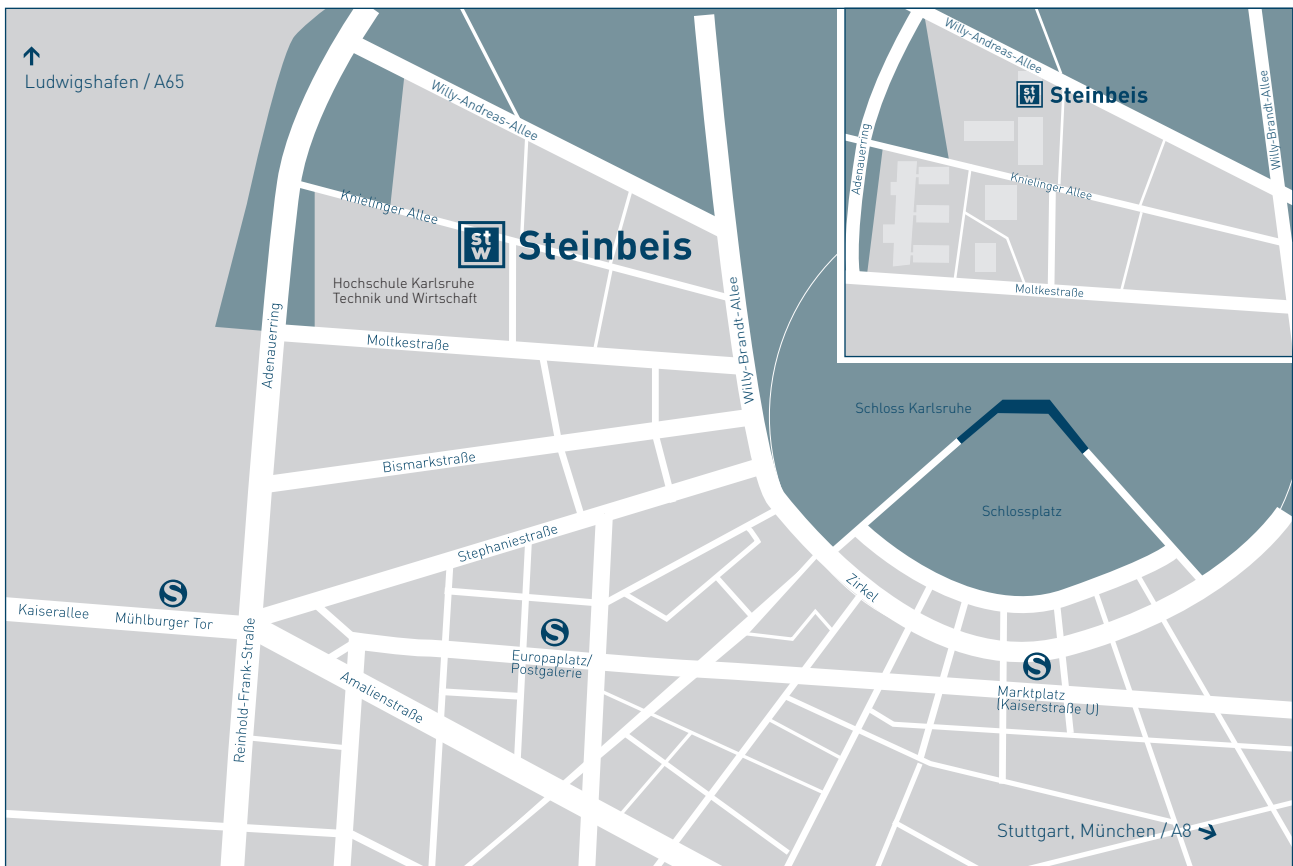 Ludwigshafen / A65
Willy-Andreas-Allee
Knielinger Allee
st
w
Steinbeis
Hochschule Karlsruhe
Technik und Wirtschaft
Adenauerring
Moltkestraße
Willy-Brandt-Allee
Bismarkstraße
Stephaniestraße
Willy-Andreas-Allee
st
w
Steinbeis
Willy-Brandt-Allee
Adenauerring
Knielinger Allee
Moltkestraße
Schloss Karlsruhe
Schlossplatz
Zirkel
S
Kaiserallee
Mühlburger Tor
Reinhold-Frank-Straße
Amalienstraße
S
Europaplatz/
Postgalerie
S
Marktplatz
(Kaiserstraße U)
Stuttgart, München / A8